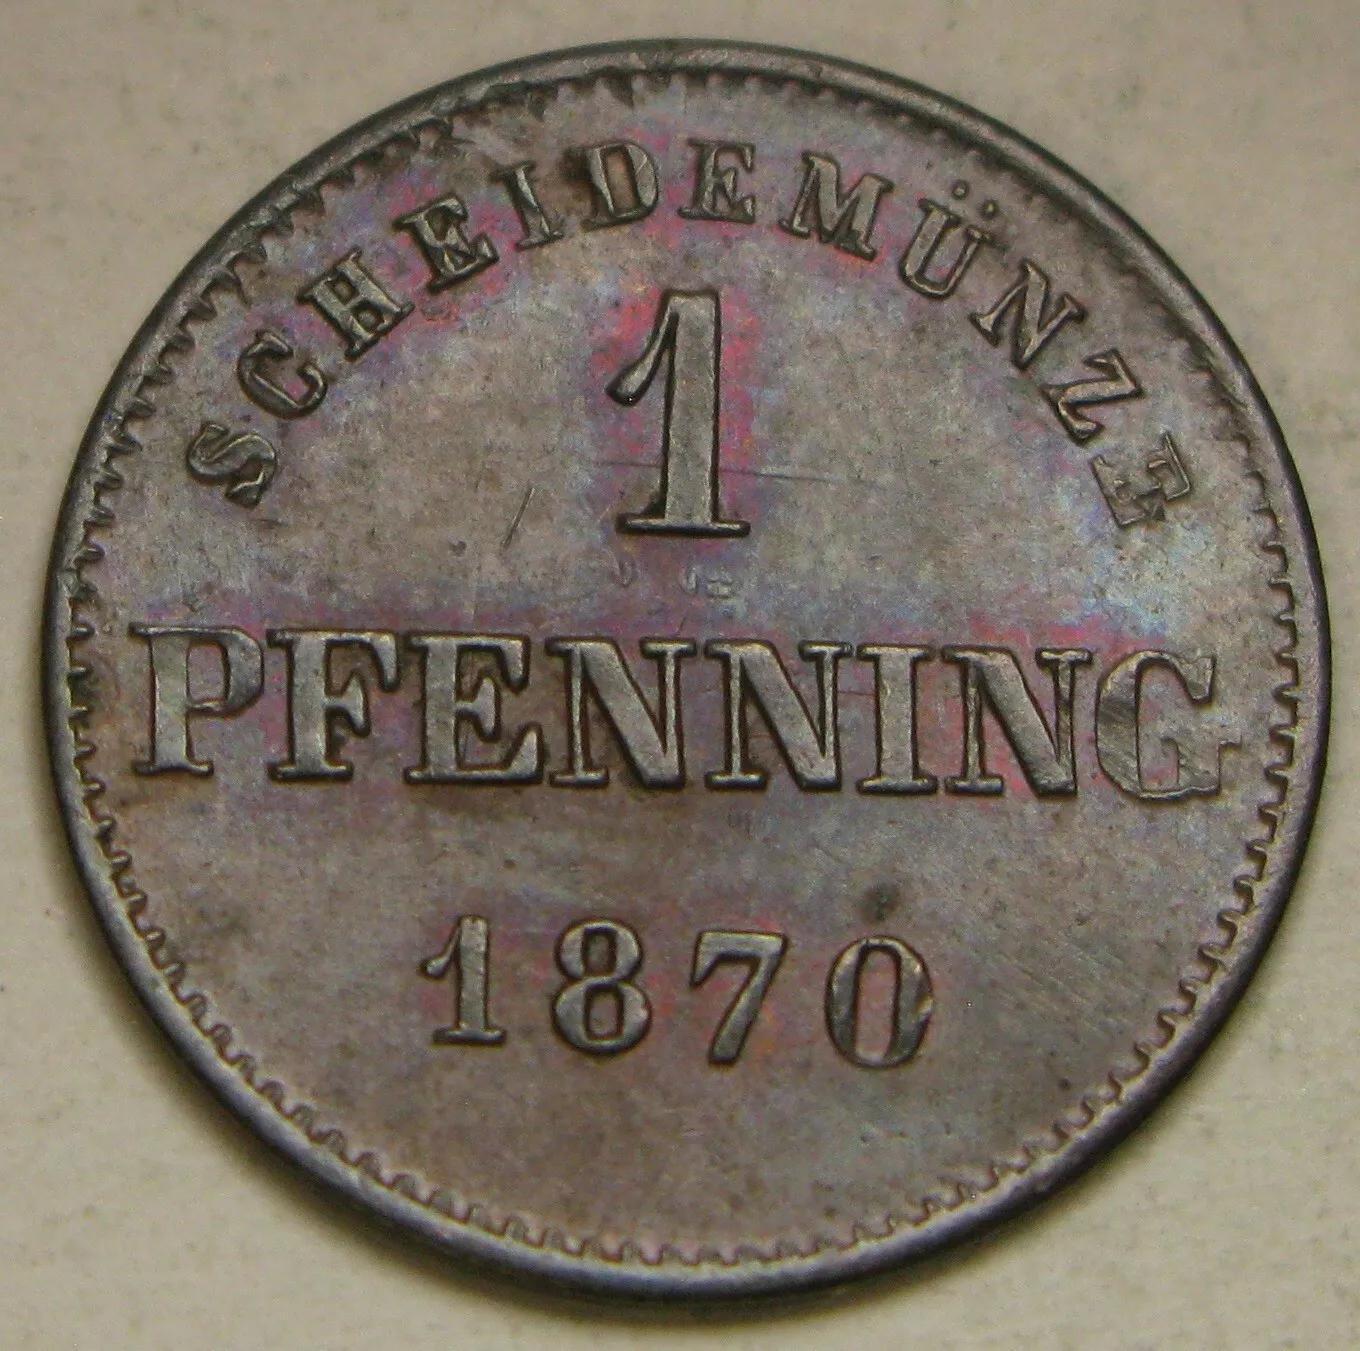 SCHEIDEMÜNZE
1
PFENNING
1870